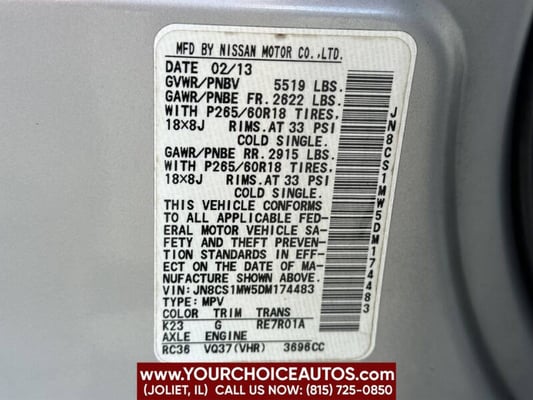 MFD BY NISSAN MOTOR CO.,LTD.
DATE 02/13
GVWR/PNBV 5519 LBS.
GAWR/PNBE FR. 2622 LBS.
WITH P265/60R18 TIRES,
18×8J RIMS.AT 33 PSI
COLD SINGLE.
GAWR/PNBE RR. 2915 LBS.
WITH P265/60R18 TIRES,
18×8J RIMS.AT 33 PSI
COLD SINGLE.
THIS VEHICLE CONFORMS
TO ALL APPLICABLE FED-
ERAL MOTOR VEHICLE SA-
FETY AND THEFT PREVEN-
TION STANDARDS IN EFF-
ECT ON THE DATE OF MA-
NUFACTURE SHOWN ABOVE.
VIN:JN8CS1MW5DM174483
TYPE: MPV
COLOR TRIM TRANS
K23 G RE7R01A
AXLE ENGINE
RC36 VQ37(VHR) 3696CC
JN8CS1MW5DM174483
WWW.YOURCHOICEAUTOS.COM
(JOLIET, IL) CALL US NOW: (815) 725-0850